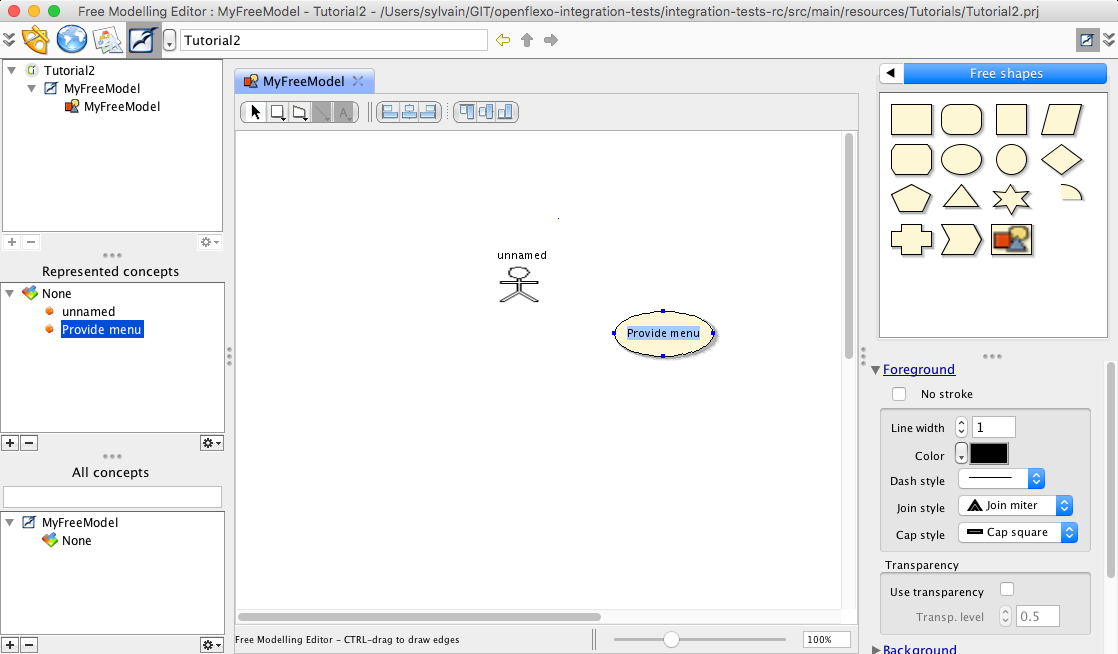 Free Modelling Editor : MyFreeModel - Tutorial2 - /Users/sylvain/GIT/openflexo-integration-tests/integration-tests-rc/src/main/resources/Tutorials/Tutorial2.prj
Tutorial2
Tutorial2
MyFreeModel
MyFreeModel
Represented concepts
None
unnamed
Provide menu
All concepts
MyFreeModel
None
MyFreeModel
A
unnamed
Provide menu
Free Modelling Editor - CTRL-drag to draw edges
100%
Free shapes
Foreground
No stroke
Line width
1
Color
Dash style
Join style
Join miter
Cap style
Cap square
Transparency
Use transparency
Transp. level
0.5
Background